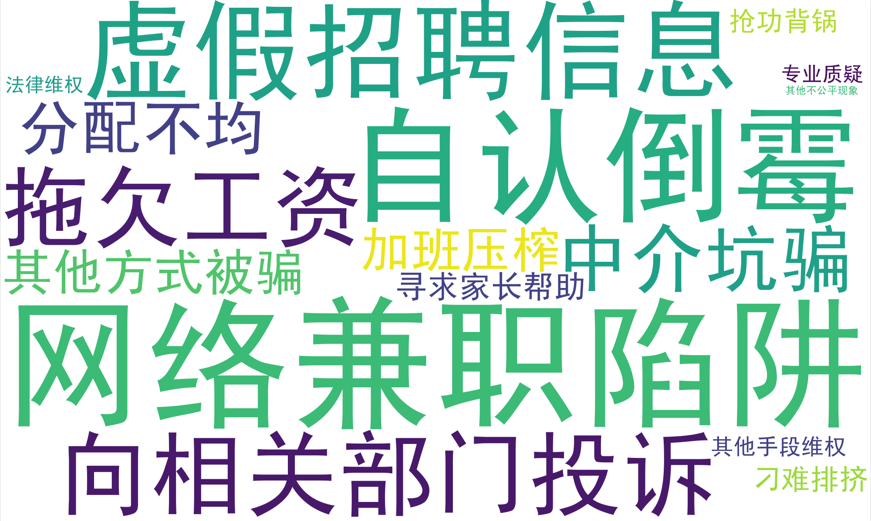 虚假招聘信息
抢功背锅
专业质疑
其他不公平现象
法律维权
分配不均
自认倒霉
拖欠工资
加班压榨
中介坑骗
其他方式被骗
寻求家长帮助
网络兼职陷阱
向相关部门投诉
其他手段维权
刁难排挤